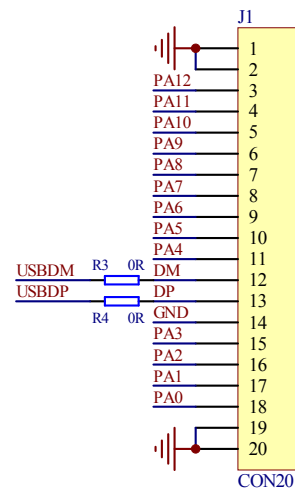 J1
1
2
PA12 3
PA11 4
PA10 5
PA9 6
PA8 7
PA7 8
PA6 9
PA5 10
PA4 11
USBDM R3 0R DM 12
USBDP R4 0R DP 13
GND 14
PA3 15
PA2 16
PA1 17
PA0 18
19
20
CON20